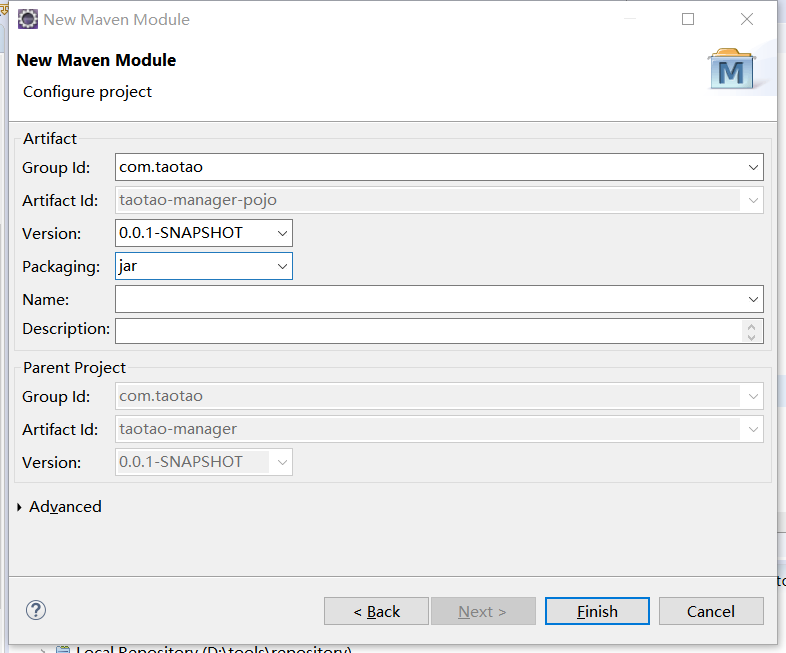 New Maven Module
New Maven Module
Configure project
M
Artifact
Group Id: com.taotao
Artifact Id: taotao-manager-pojo
Version: 0.0.1-SNAPSHOT
Packaging: jar
Name:
Description:
Parent Project
Group Id: com.taotao
Artifact Id: taotao-manager
Version: 0.0.1-SNAPSHOT
Advanced
? < Back Next > Finish Cancel
Local Repository (D:\tools\repository)